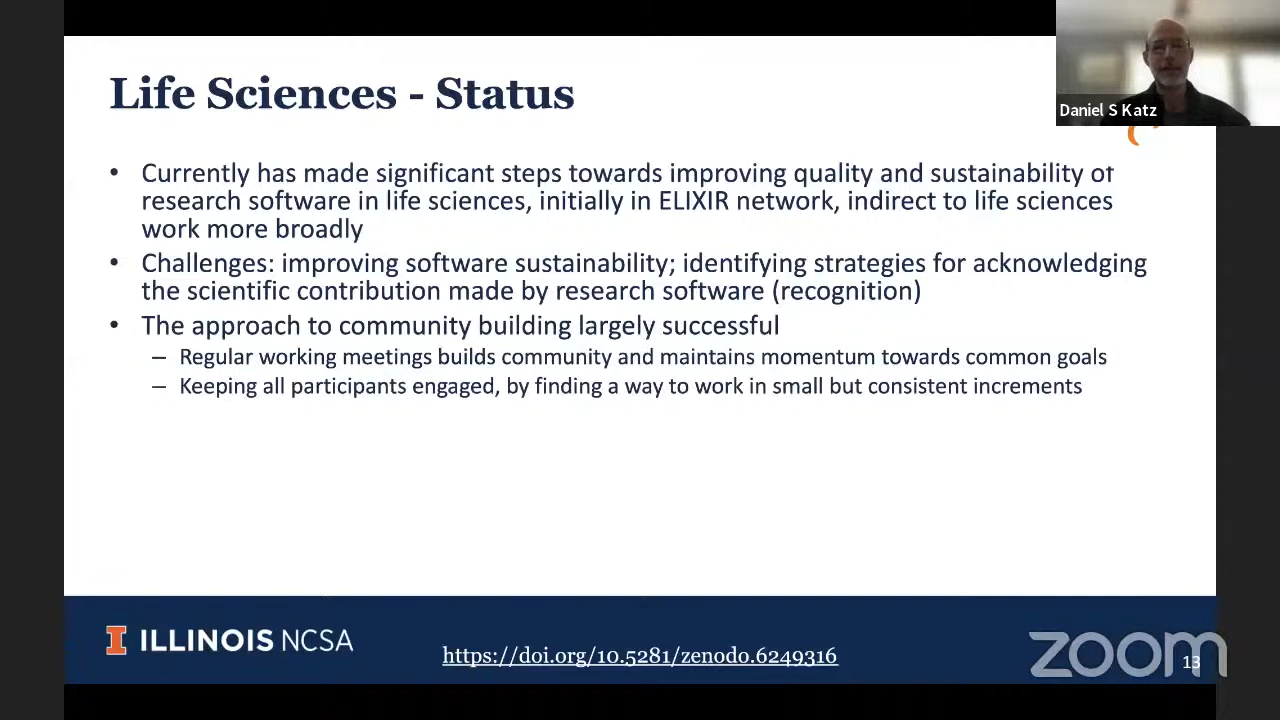 Life Sciences - Status
Daniel S Katz
• Currently has made significant steps towards improving quality and sustainability of
research software in life sciences, initially in ELIXIR network, indirect to life sciences
work more broadly
• Challenges: improving software sustainability; identifying strategies for acknowledging
the scientific contribution made by research software (recognition)
• The approach to community building largely successful
– Regular working meetings builds community and maintains momentum towards common goals
– Keeping all participants engaged, by finding a way to work in small but consistent increments
I ILLINOIS NCSA
https://doi.org/10.5281/zenodo.6249316
zoom
13